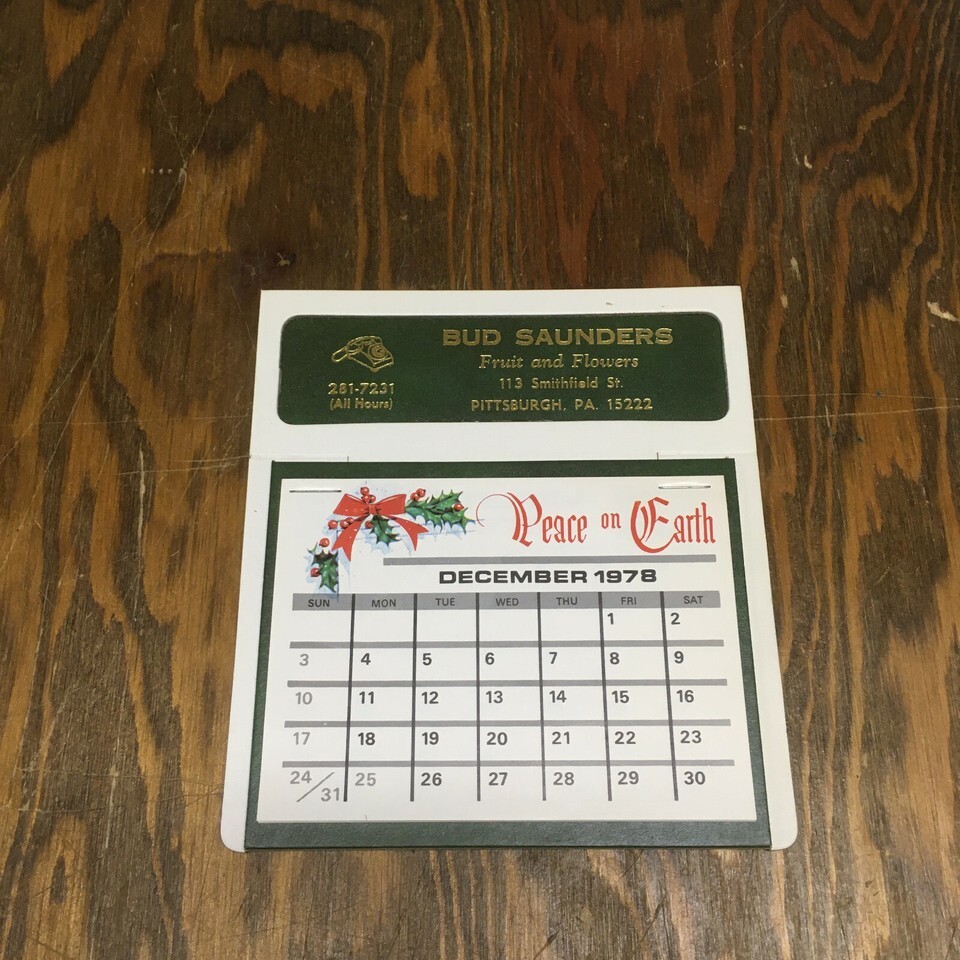 BUD SAUNDERS
Fruit and Flowers
113 Smithfield St.
PITTSBURGH, PA. 15222
281-7231
(All Hours)
Peace on Earth
DECEMBER 1978
SUN MON TUE WED THU FRI SAT
1 2
3 4 5 6 7 8 9
10 11 12 13 14 15 16
17 18 19 20 21 22 23
24/31 25 26 27 28 29 30